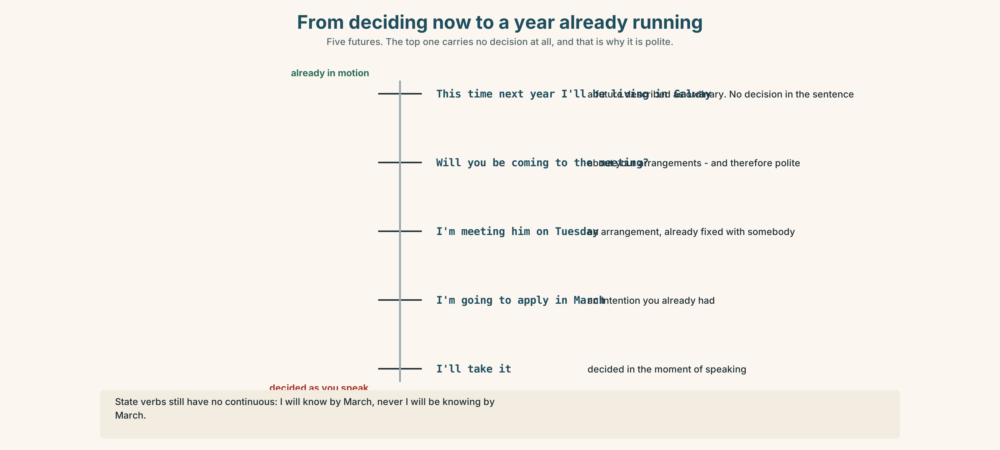 From deciding now to a year already running
Five futures. The top one carries no decision at all, and that is why it is polite.
already in motion
This time next year I'll be living in Galway
a future described as ordinary. No decision in the sentence
Will you be coming to the meeting?
about your arrangements - and therefore polite
I'm meeting him on Tuesday
an arrangement, already fixed with somebody
I'm going to apply in March
an intention you already had
I'll take it
decided in the moment of speaking
decided as you speak
State verbs still have no continuous: I will know by March, never I will be knowing by
March.